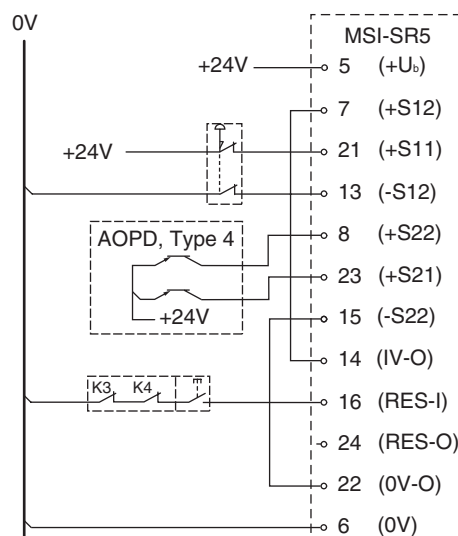 0V
MSI-SR5
+24V 5 (+Ub)
7 (+S12)
+24V 21 (+S11)
13 (-S12)
AOPD, Type 4 8 (+S22)
23 (+S21)
+24V 15 (-S22)
14 (IV-O)
K3 K4 16 (RES-I)
24 (RES-O)
22 (0V-O)
6 (0V)